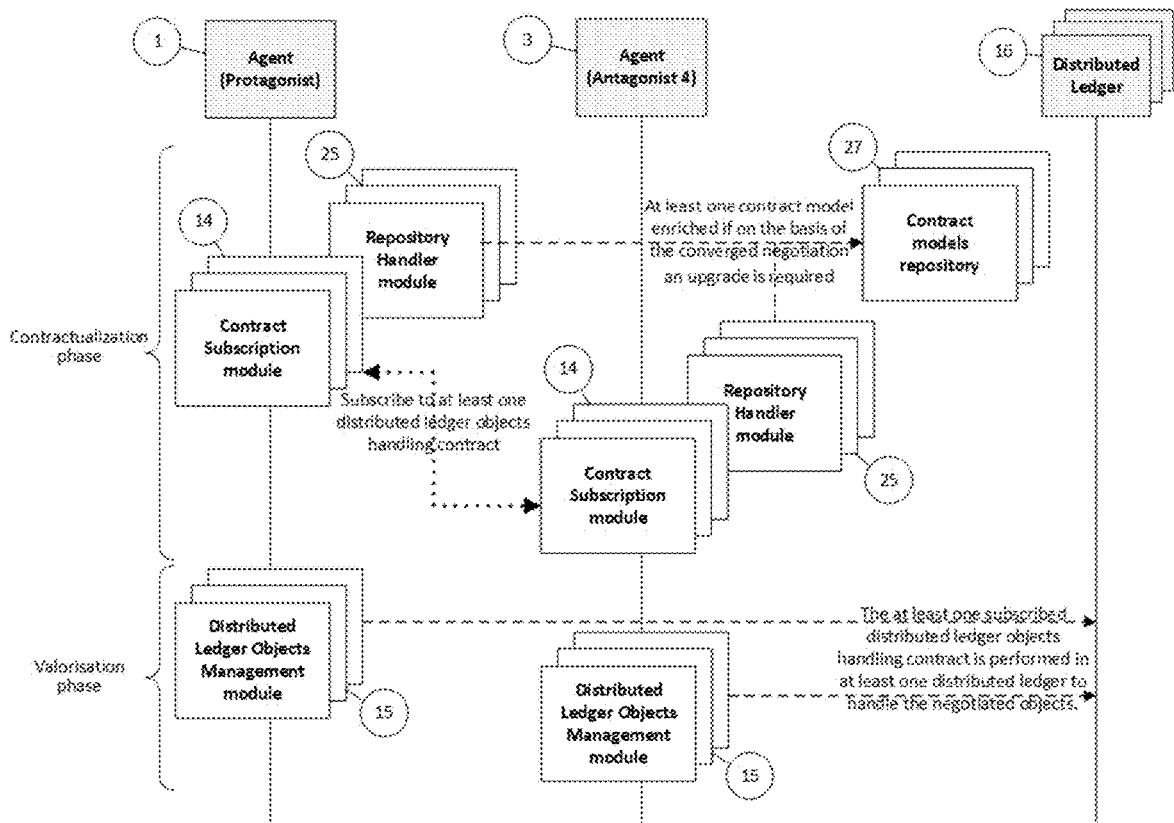 1
Agent
(Protagonist)
3
Agent
(Antagonist 4)
16
Distributed
Ledger
25
Repository
Handler
module
14
Contract
Subscription
module
Contractualization
phase
At least one contract model
enriched if on the basis of
the converged negotiation
an upgrade is required
27
Contract
models
repository
Subscribe to at least one
distributed ledger objects
handling contract
14
Contract
Subscription
module
Repository
Handler
module
25
Valorisation
phase
Distributed
Ledger Objects
Management
module
15
Distributed
Ledger Objects
Management
module
15
The at least one subscribed
distributed ledger objects
handling contract is performed in
at least one distributed ledger to
handle the negotiated objects.